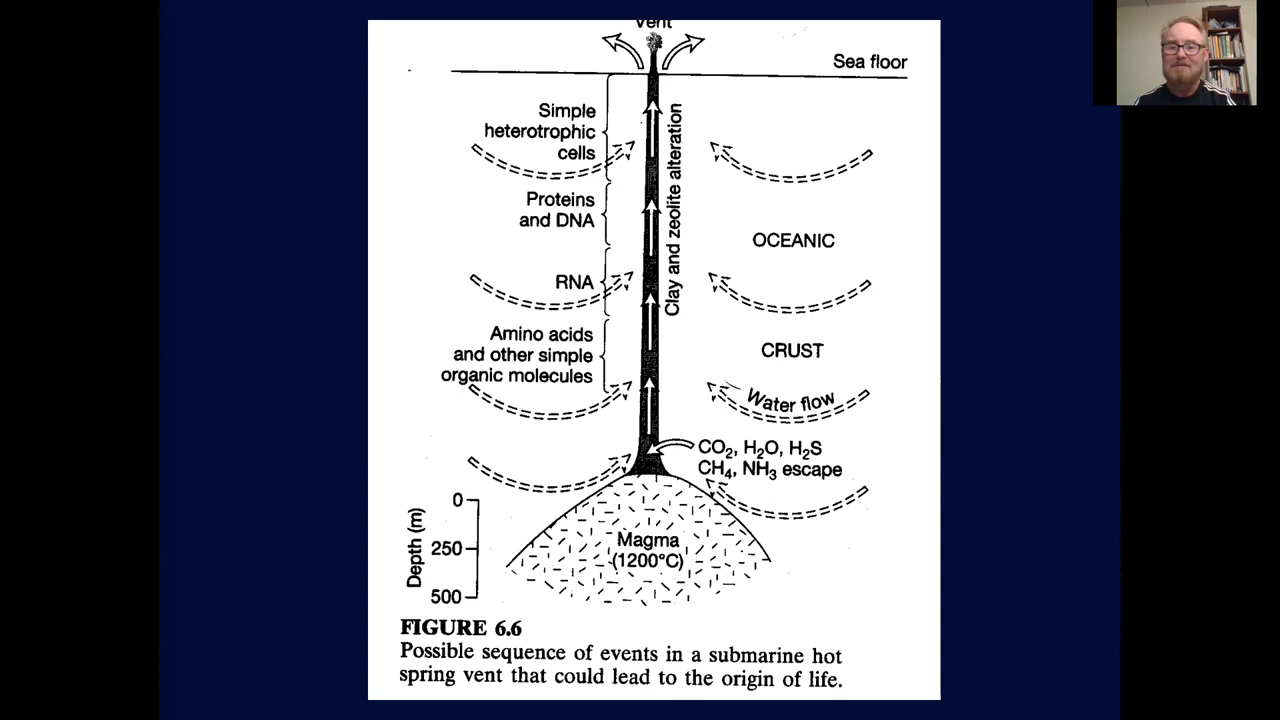 Vent
Sea floor
Simple
heterotrophic
cells
Proteins
and DNA
RNA
Amino acids
and other simple
organic molecules
Clay and zeolite alteration
OCEANIC
CRUST
Water flow
CO₂, H₂O, H₂S
CH₄, NH₃ escape
Depth (m)
0
250
500
Magma
(1200°C)
FIGURE 6.6
Possible sequence of events in a submarine hot
spring vent that could lead to the origin of life.